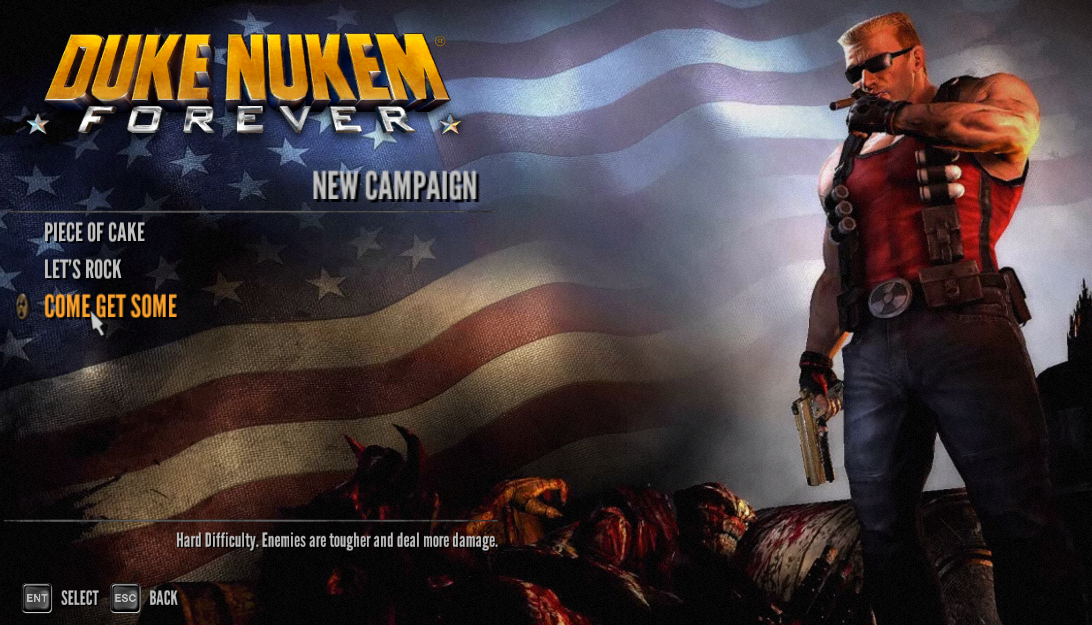 DUKE NUKEM®
FOREVER
NEW CAMPAIGN
PIECE OF CAKE
LET'S ROCK
COME GET SOME
Hard Difficulty. Enemies are tougher and deal more damage.
ENT SELECT ESC BACK